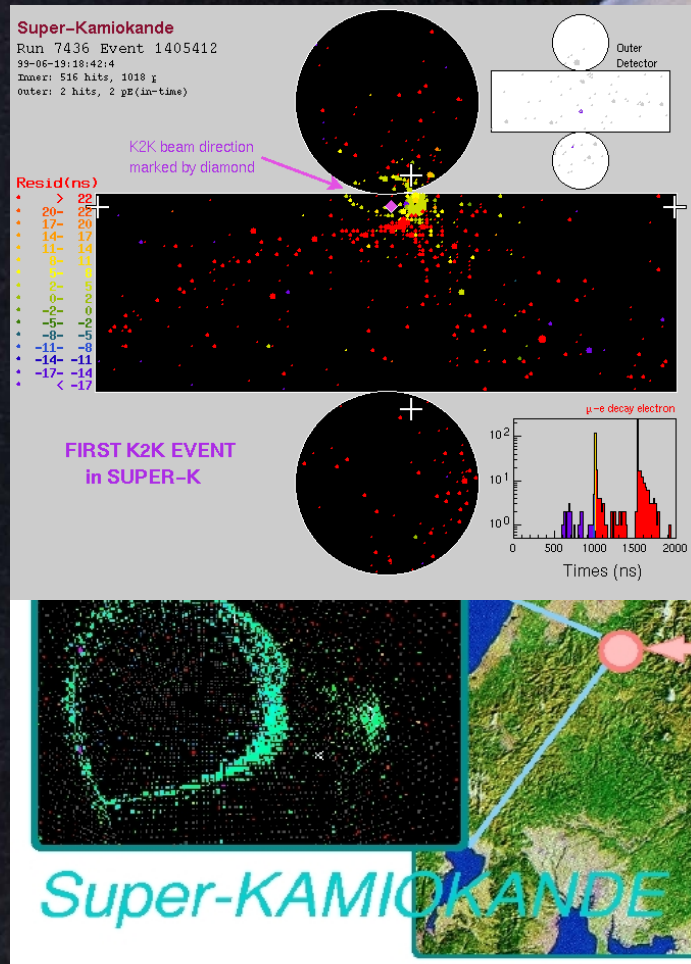 Super-Kamiokande
Run 7436 Event 1405412
99-06-19:18:42:4
Inner: 516 hits, 1018 p
Outer: 2 hits, 2 pE(in-time)
Outer
Detector
K2K beam direction
marked by diamond
Resid(ns)
> 22
20- 22
17- 20
14- 17
11- 14
8- 11
5- 8
2- 5
0- 2
-2- 0
-5- -2
-8- -5
-11- -8
-14- -11
-17- -14
< -17
FIRST K2K EVENT
in SUPER-K
μ-e decay electron
10²
10¹
10⁰
0 500 1000 1500 2000
Times (ns)
Super-KAMIOKANDE